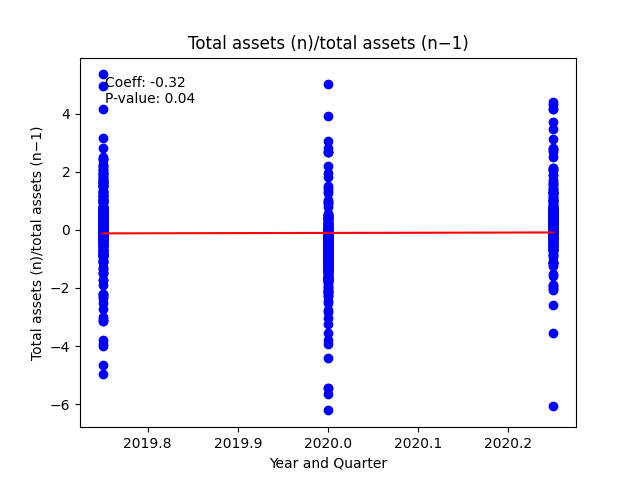 Total assets (n)/total assets (n−1)
Coeff: -0.32
P-value: 0.04
Total assets (n)/total assets (n−1)
4
2
0
−2
−4
−6
2019.8 2019.9 2020.0 2020.1 2020.2
Year and Quarter